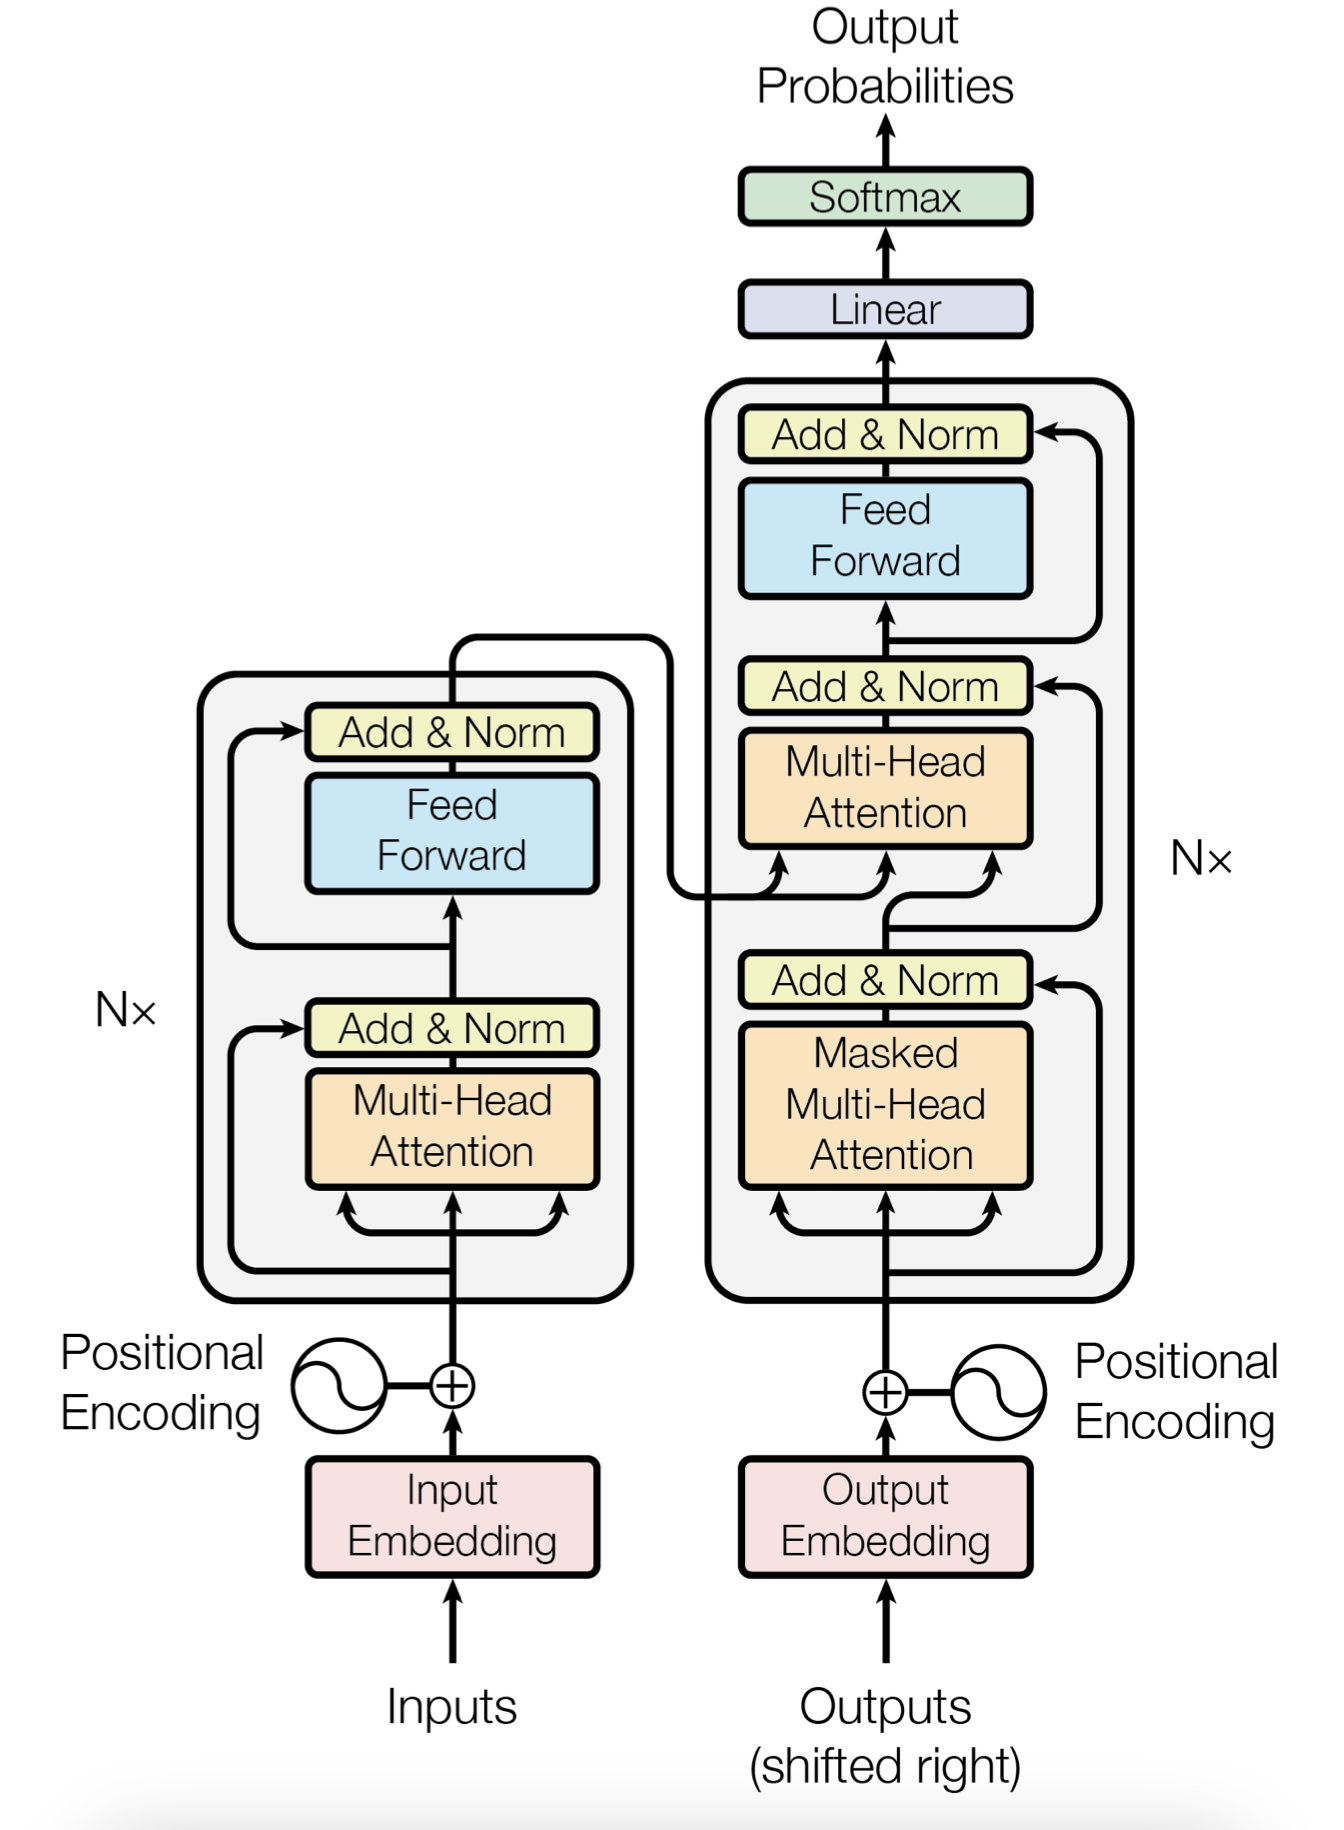 Output
Probabilities
Softmax
Linear
Add & Norm
Feed
Forward
Add & Norm
Multi-Head
Attention
Add & Norm
Masked
Multi-Head
Attention
Nx
Add & Norm
Feed
Forward
Add & Norm
Multi-Head
Attention
N×
Positional
Encoding
Positional
Encoding
Input
Embedding
Output
Embedding
Inputs
Outputs
(shifted right)